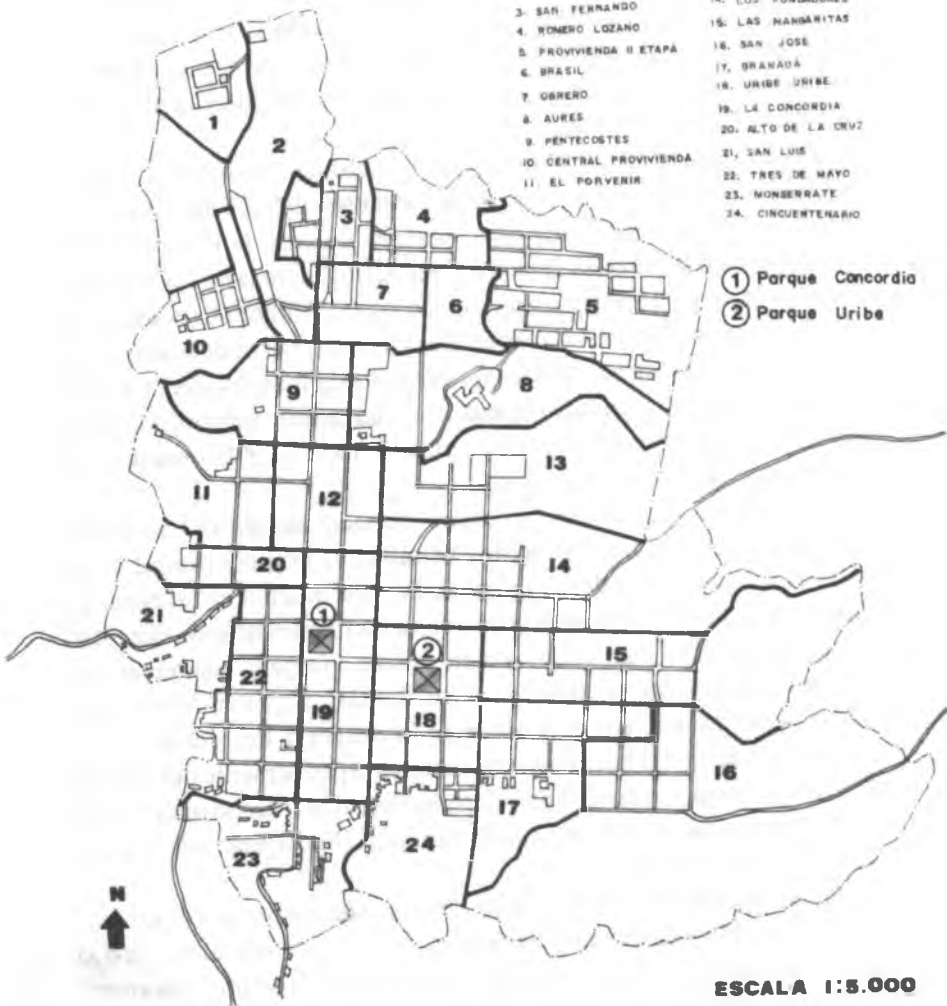 3- SAN FERNANDO
4. ROMERO LOZANO
5 PROVIVIENDA II ETAPA
6. BRASIL
7 OBRERO
8. AURES
9. PENTECOSTES
10 CENTRAL PROVIVIENDA
11 EL PORVENIR
14. LOS FUNDADORES
15: LAS MARGARITAS
16. SAN JOSE
17, GRANADA
18. URIBE URIBE
19. LA CONCORDIA
20. ALTO DE LA CRUZ
21, SAN LUIS
22. TRES DE MAYO
23. MONSERRATE
24. CINCUENTENARIO
1 Parque Concordia
2 Parque Uribe
1
2
3
4
7
6
5
10
9
8
13
11
12
20
14
21
1
2
15
22
19
18
16
17
23
24
N
ESCALA 1:5.000